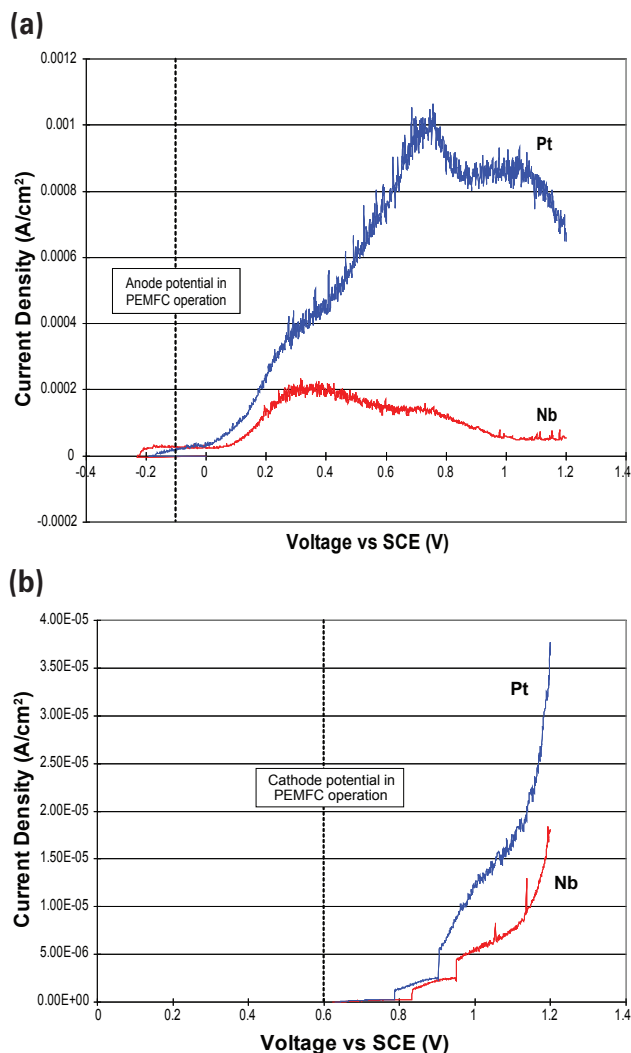 (a)
0.0012
0.001
0.0008
0.0006
0.0004
0.0002
0
-0.0002
Current Density (A/cm²)
Pt
Anode potential in
PEMFC operation
Nb
-0.4 -0.2 0 0.2 0.4 0.6 0.8 1 1.2 1.4
Voltage vs SCE (V)
(b)
4.00E-05
3.50E-05
3.00E-05
2.50E-05
2.00E-05
1.50E-05
1.00E-05
5.00E-06
0.00E+00
Current Density (A/cm²)
Pt
Cathode potential in
PEMFC operation
Nb
0 0.2 0.4 0.6 0.8 1 1.2 1.4
Voltage vs SCE (V)